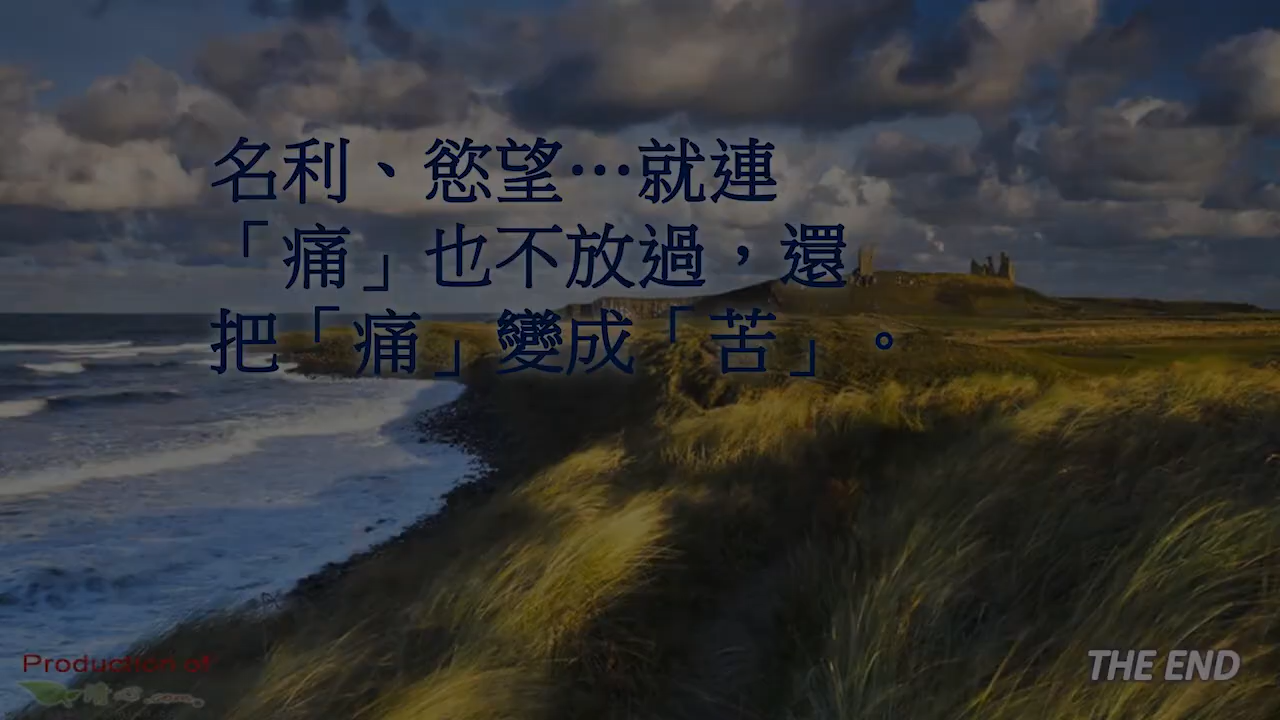 名利、慾望…就連
「痛」也不放過，還
把「痛」變成「苦」。
Production of
THE END